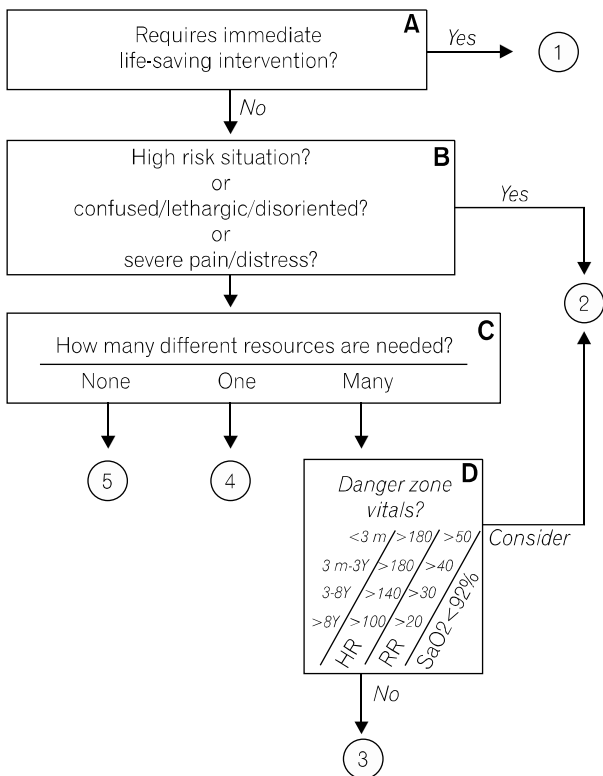 A
Requires immediate
life-saving intervention?
Yes
1
No
B
High risk situation?
or
confused/lethargic/disoriented?
or
severe pain/distress?
Yes
2
C
How many different resources are needed?
None One Many
5
4
D
Danger zone
vitals?
<3 m >180 >50
3 m-3Y >180 >40
3-8Y >140 >30
>8Y >100 >20
HR RR SaO2<92%
Consider
No
3